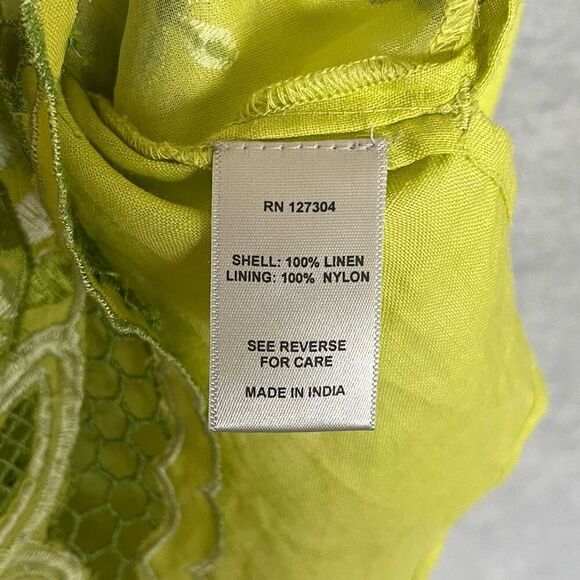 RN 127304
SHELL: 100% LINEN
LINING: 100% NYLON
SEE REVERSE
FOR CARE
MADE IN INDIA